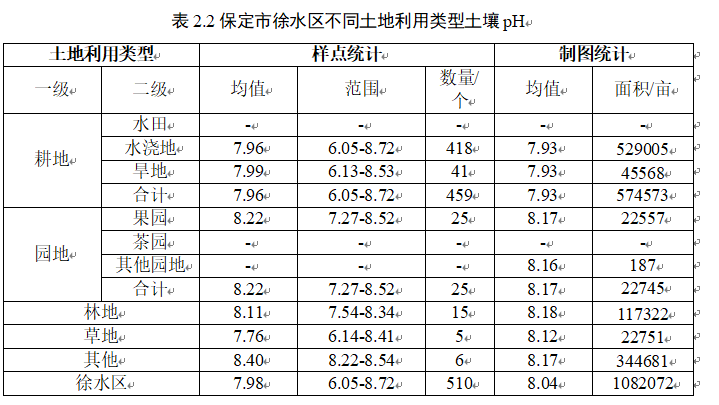 表 2.2 保定市徐水区不同土地利用类型土壤 pH
土地利用类型 样点统计 制图统计
一级 二级 均值 范围 数量/个 均值 面积/亩
耕地
水田 - - - - -
水浇地 7.96 6.05-8.72 418 7.93 529005
旱地 7.99 6.13-8.53 41 7.93 45568
合计 7.96 6.05-8.72 459 7.93 574573
园地
果园 8.22 7.27-8.52 25 8.17 22557
茶园 - - - - -
其他园地 - - - 8.16 187
合计 8.22 7.27-8.52 25 8.17 22745
林地 8.11 7.54-8.34 15 8.18 117322
草地 7.76 6.14-8.41 5 8.12 22751
其他 8.40 8.22-8.54 6 8.17 344681
徐水区 7.98 6.05-8.72 510 8.04 1082072